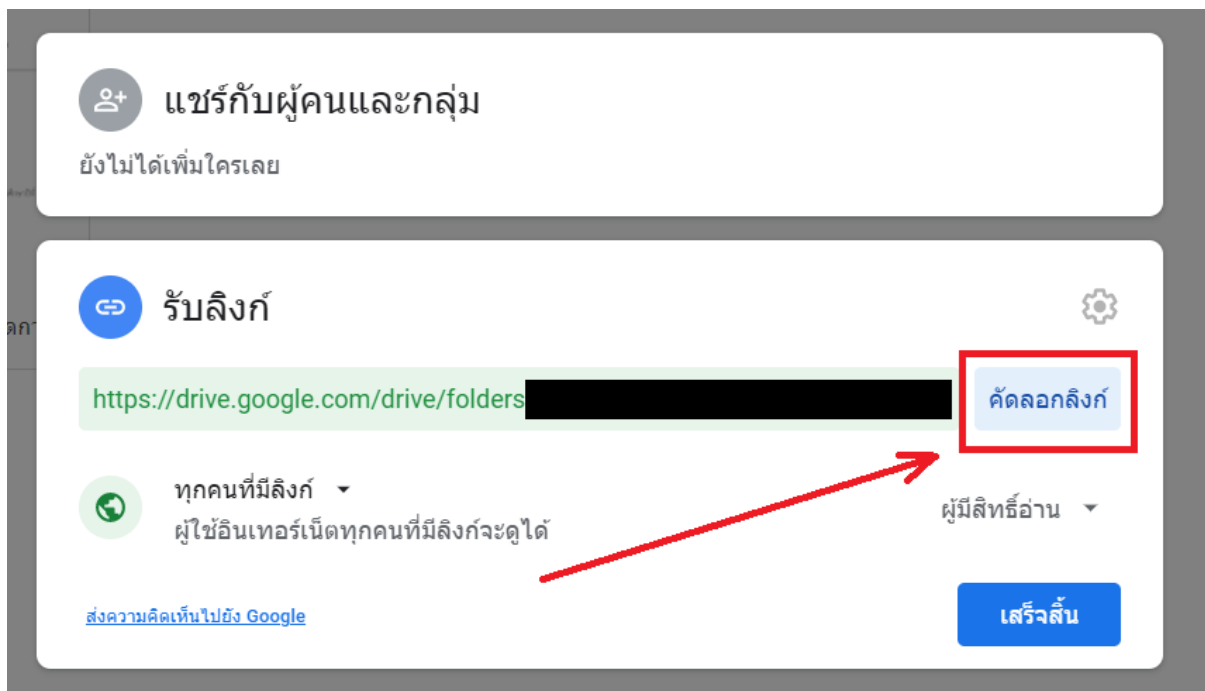 แชร์กับผู้คนและกลุ่ม
ยังไม่ได้เพิ่มใครเลย
รับลิงก์
https://drive.google.com/drive/folders
คัดลอกลิงก์
ทุกคนที่มีลิงก์
ผู้ใช้อินเทอร์เน็ตทุกคนที่มีลิงก์จะดูได้
ผู้มีสิทธิ์อ่าน
ส่งความคิดเห็นไปยัง Google
เสร็จสิ้น